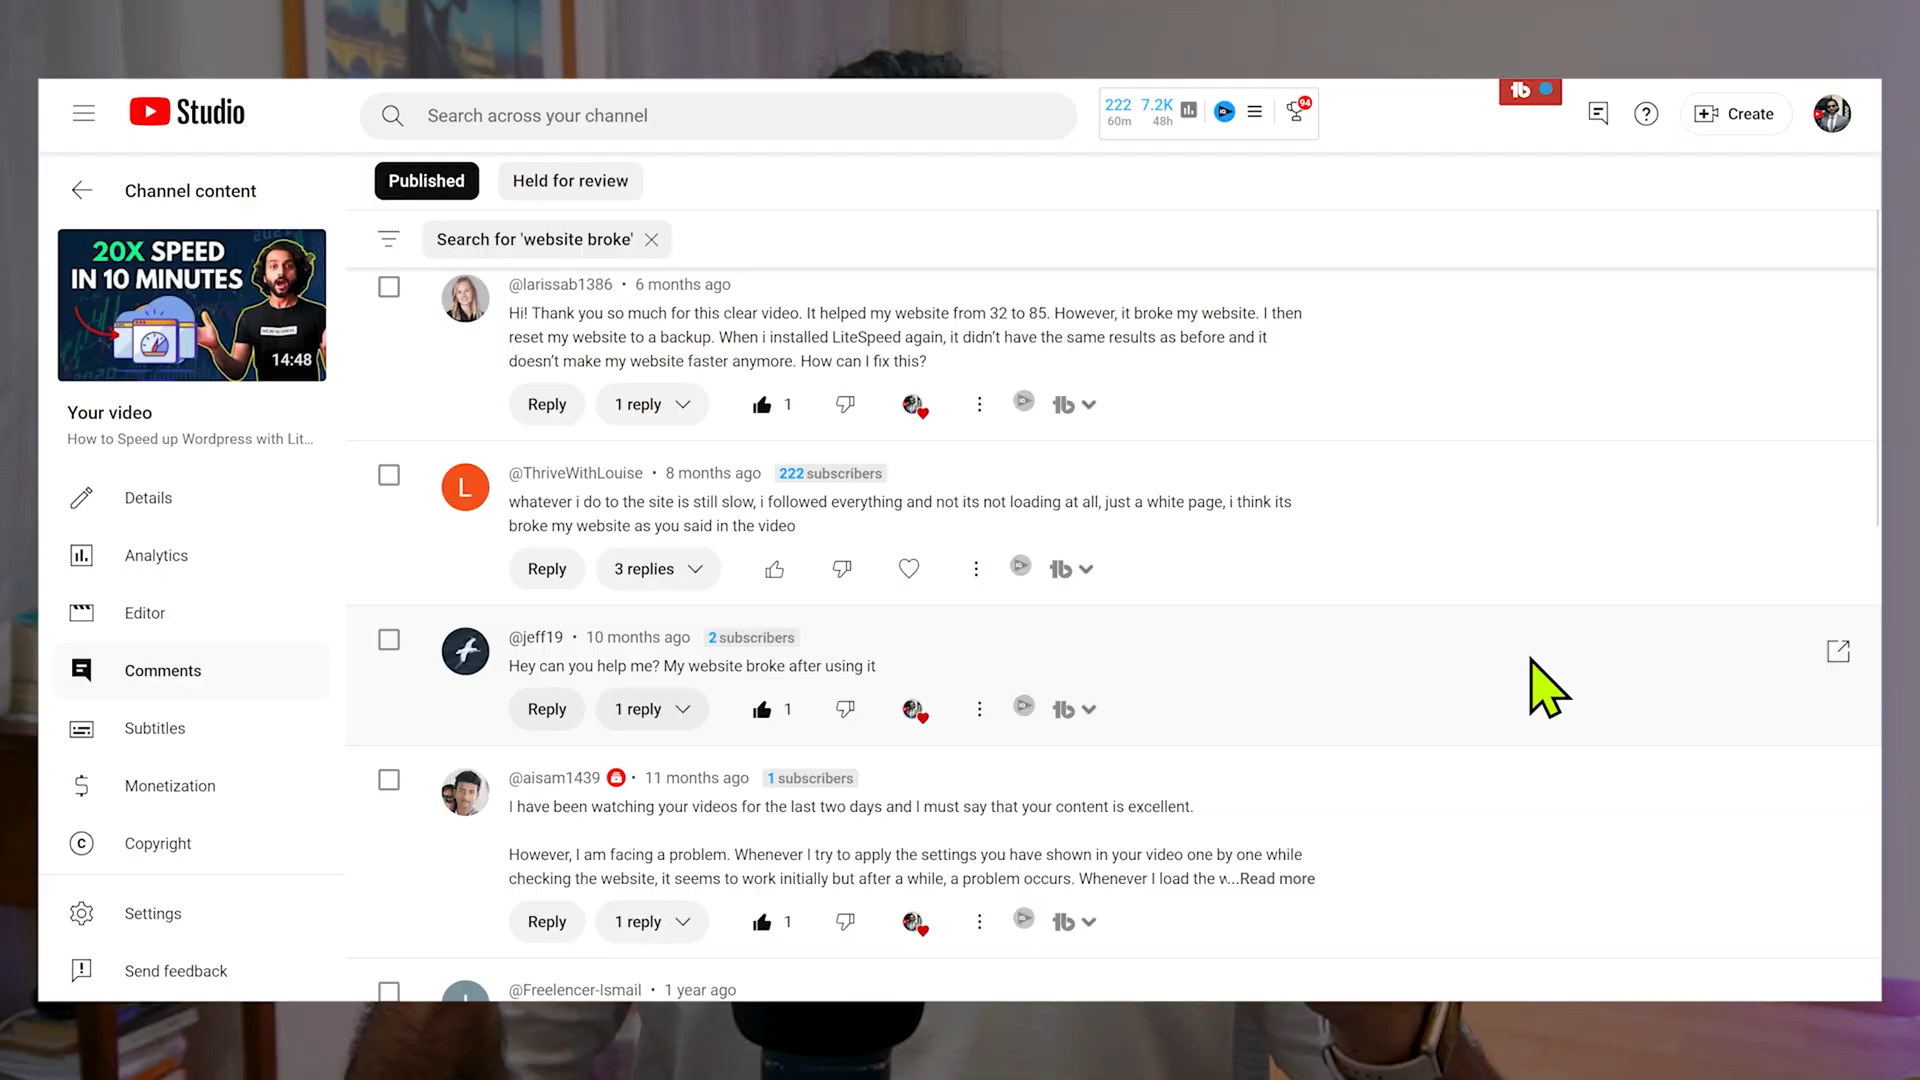 Studio
Search across your channel
222 7.2K
60m 48h
94
tb
Create
Channel content
Published
Held for review
Search for 'website broke'
20X SPEED
IN 10 MINUTES
14:48
Your video
How to Speed up Wordpress with Lit...
Details
Analytics
Editor
Comments
Subtitles
Monetization
Copyright
Settings
Send feedback
@larissab1386 • 6 months ago
Hi! Thank you so much for this clear video. It helped my website from 32 to 85. However, it broke my website. I then
reset my website to a backup. When i installed LiteSpeed again, it didn't have the same results as before and it
doesn't make my website faster anymore. How can I fix this?
Reply 1 reply 1 tb
L
@ThriveWithLouise • 8 months ago 222 subscribers
whatever i do to the site is still slow, i followed everything and not its not loading at all, just a white page, i think its
broke my website as you said in the video
Reply 3 replies tb
@jeff19 • 10 months ago 2 subscribers
Hey can you help me? My website broke after using it
Reply 1 reply 1 tb
@aisam1439 • 11 months ago 1 subscribers
I have been watching your videos for the last two days and I must say that your content is excellent.
However, I am facing a problem. Whenever I try to apply the settings you have shown in your video one by one while
checking the website, it seems to work initially but after a while, a problem occurs. Whenever I load the w...Read more
Reply 1 reply 1 tb
@Freelencer-Ismail • 1 year ago